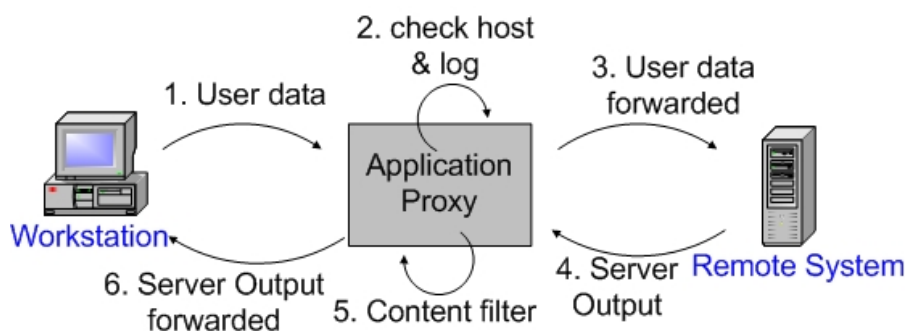 2. check host
& log
1. User data
3. User data
forwarded
Application
Proxy
Workstation
Remote System
4. Server
Output
5. Content filter
6. Server Output
forwarded